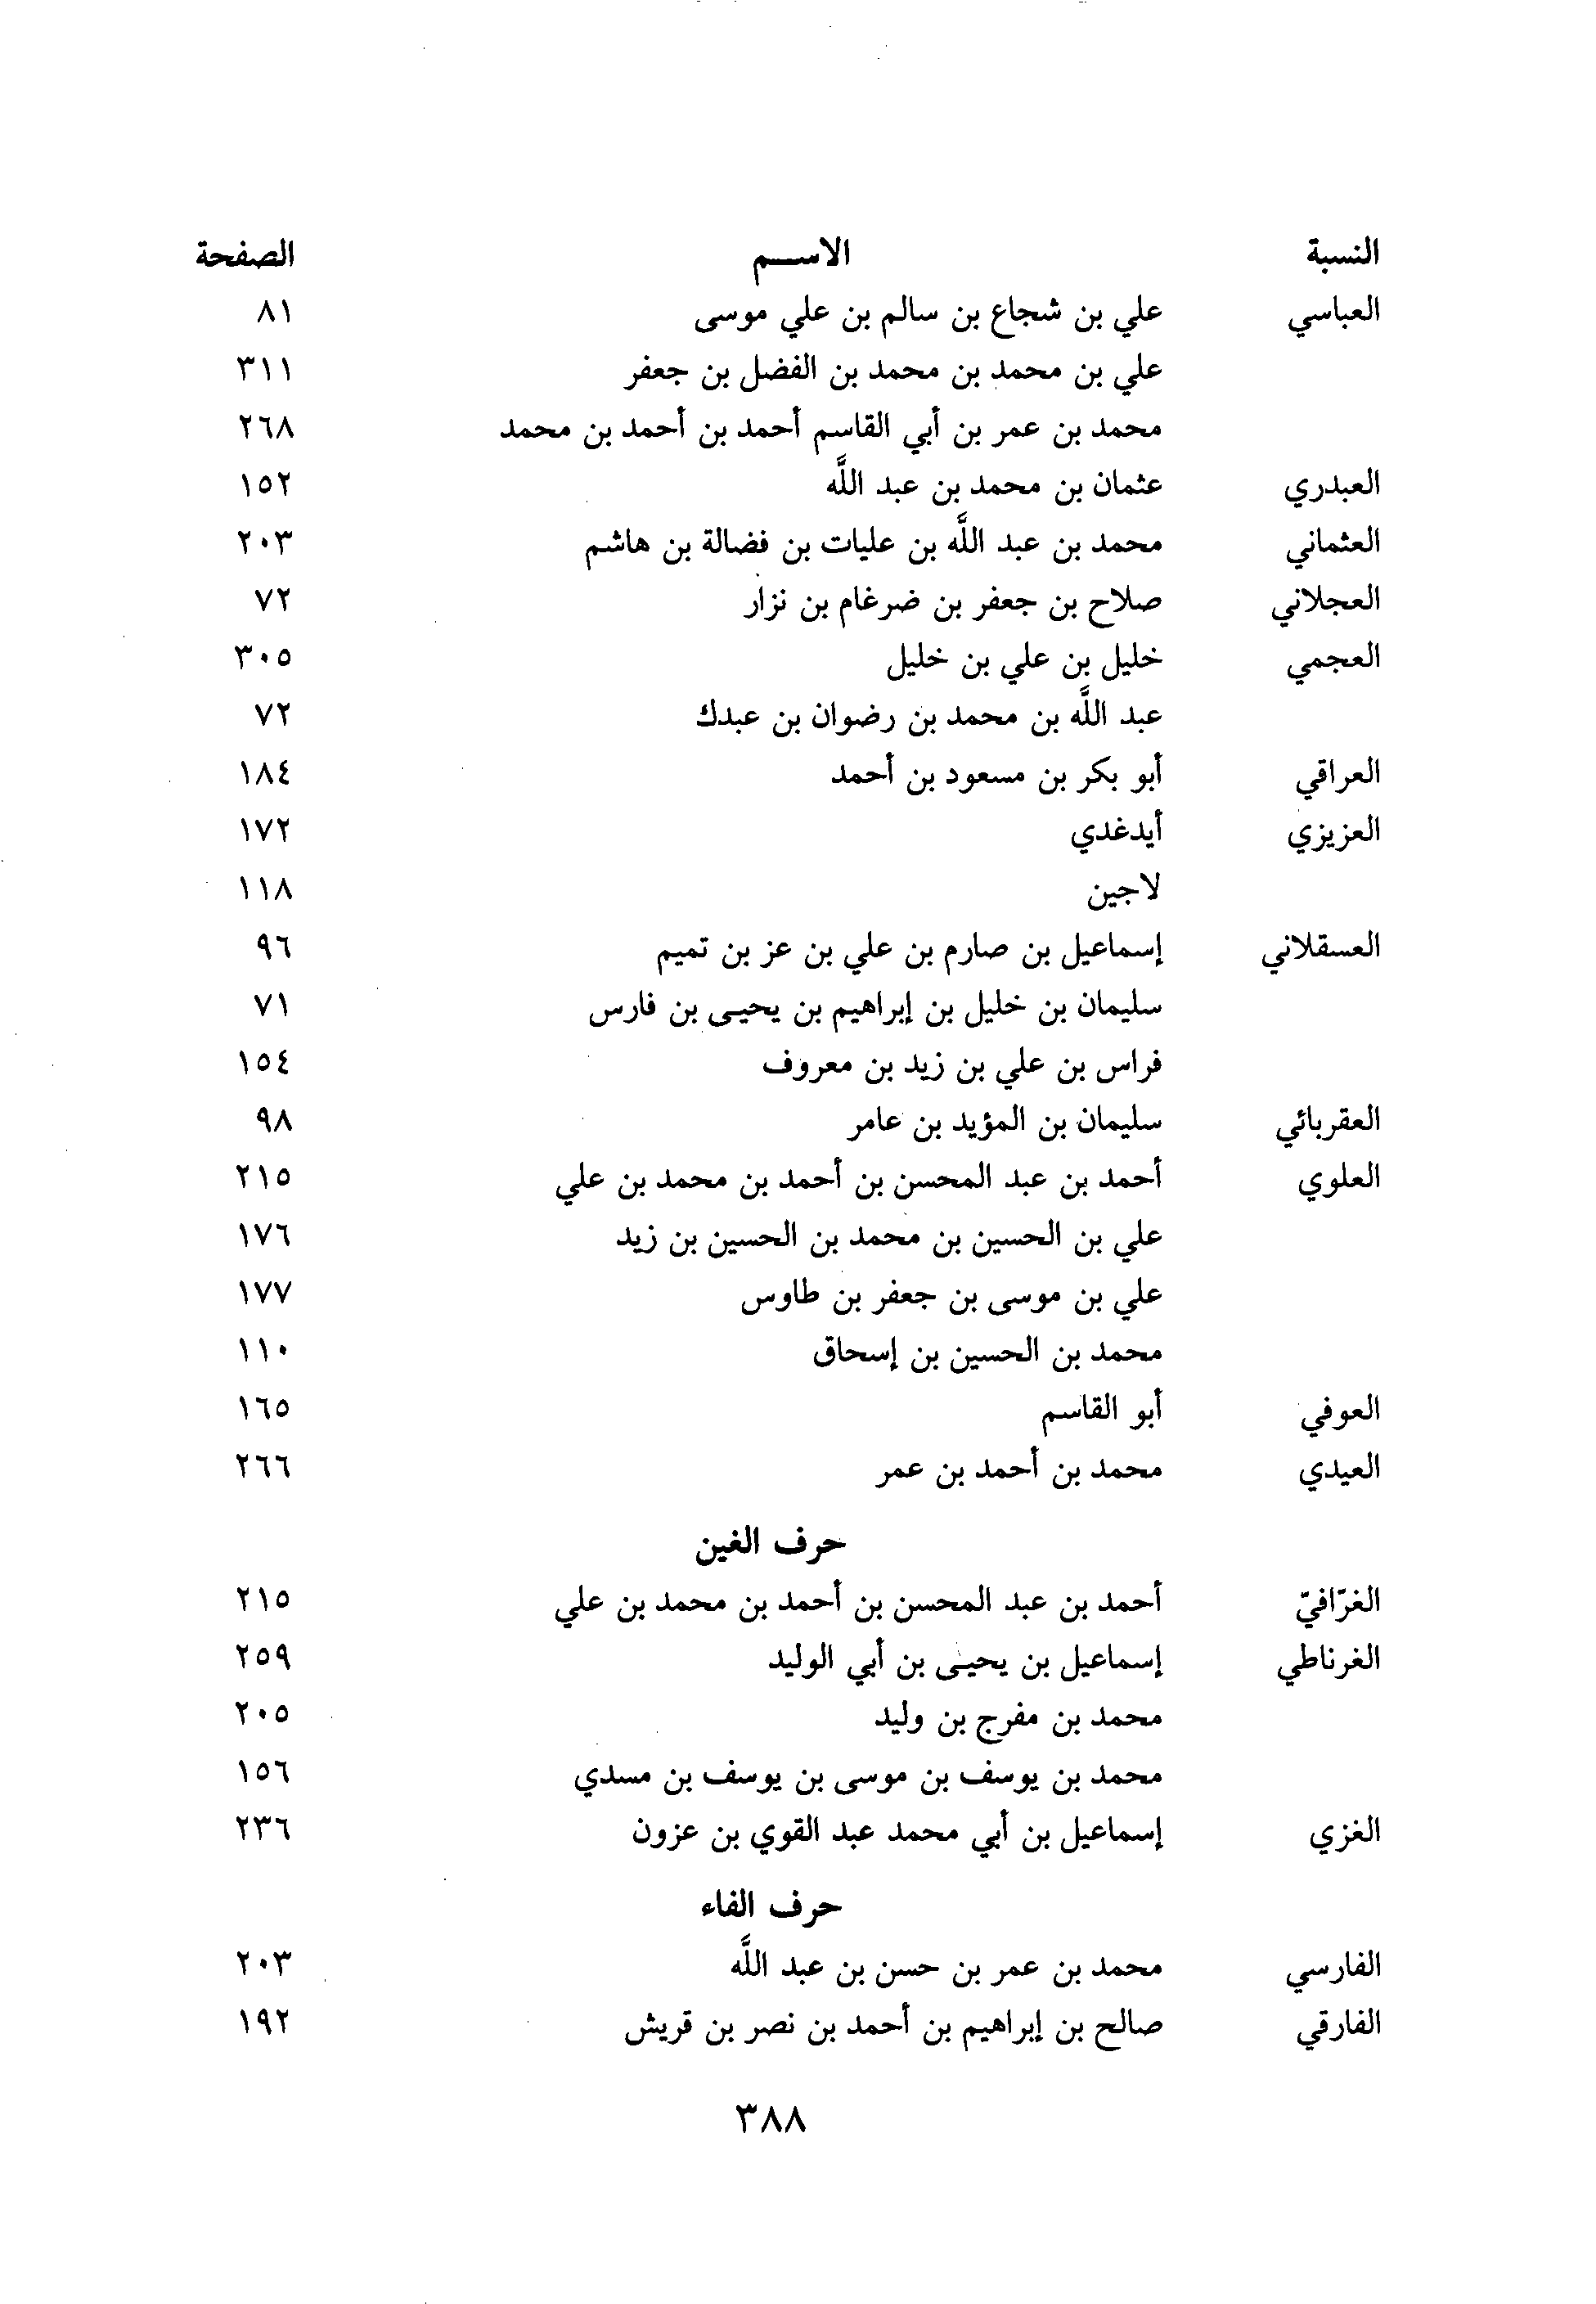 النسبة الاسم الصفحة
العباسي علي بن شجاع بن سالم بن علي موسى ٨١
علي بن محمد بن محمد بن الفضل بن جعفر ٣١١
محمد بن عمر بن أبي القاسم أحمد بن أحمد بن محمد ٢٦٨
العبدري عثمان بن محمد بن عبد اللَّه ١٥٢
العثماني محمد بن عبد اللَّه بن عليات بن فضالة بن هاشم ٢٠٣
العجلاني صلاح بن جعفر بن ضرغام بن نزار ٧٢
العجمي خليل بن علي بن خليل ٣٠٥
عبد اللَّه بن محمد بن رضوان بن عبدك ٧٢
العراقي أبو بكر بن مسعود بن أحمد ١٨٤
العزيزي أيدغدي ١٧٢
لاجين ١١٨
العسقلاني إسماعيل بن صارم بن علي بن عز بن تميم ٩٦
سليمان بن خليل بن إبراهيم بن يحيـى بن فارس ٧١
فراس بن علي بن زيد بن معروف ١٥٤
العقربائي سليمان بن المؤيد بن عامر ٩٨
العلوي أحمد بن عبد المحسن بن أحمد بن محمد بن علي ٢١٥
علي بن الحسين بن محمد بن الحسين بن زيد ١٧٦
علي بن موسى بن جعفر بن طاوس ١٧٧
محمد بن الحسين بن إسحاق ١١٠
العوفي أبو القاسم ١٦٥
العيدي محمد بن أحمد بن عمر ٢٦٦
حرف الغين
الغرّافيّ أحمد بن عبد المحسن بن أحمد بن محمد بن علي ٢١٥
الغرناطي إسماعيل بن يحيـى بن أبي الوليد ٢٥٩
محمد بن مفرج بن وليد ٢٠٥
محمد بن يوسف بن موسى بن يوسف بن مسدي ١٥٦
الغزي إسماعيل بن أبي محمد عبد القوي بن عزون ٢٣٦
حرف الفاء
الفارسي محمد بن عمر بن حسن بن عبد اللَّه ٢٠٣
الفارقي صالح بن إبراهيم بن أحمد بن نصر بن قريش ١٩٢
٣٨٨